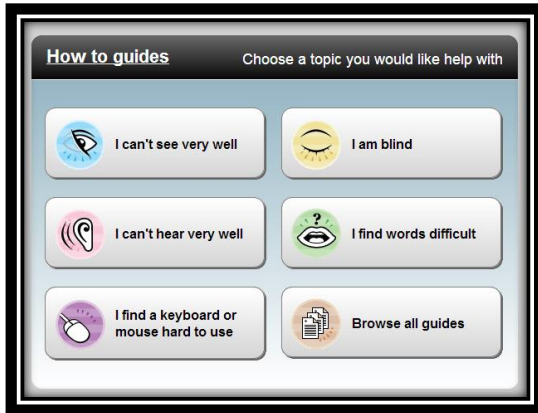 How to guides
Choose a topic you would like help with
I can't see very well
I am blind
I can't hear very well
?
I find words difficult
I find a keyboard or
mouse hard to use
Browse all guides